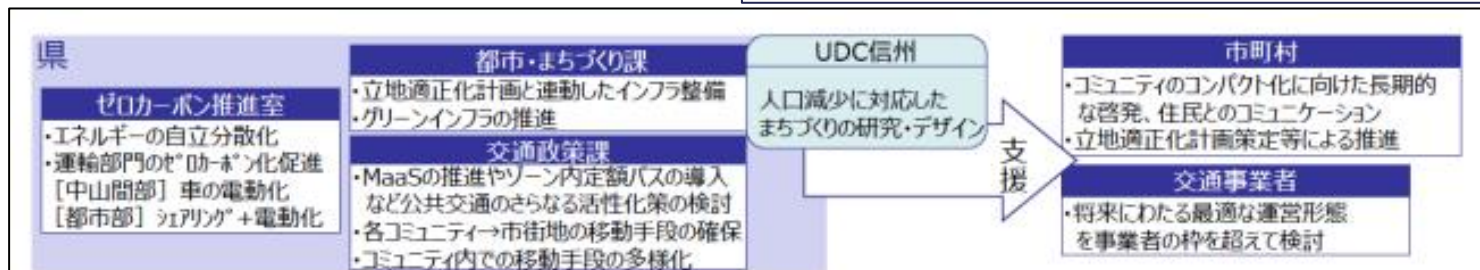 県
ゼロカーボン推進室
・エネルギーの自立分散化
・運輸部門のｾﾞﾛｶｰﾎﾞﾝ化促進
［中山間部］車の電動化
［都市部］ｼｪｱﾘﾝｸﾞ+電動化
都市・まちづくり課
・立地適正化計画と連動したインフラ整備
・グリーンインフラの推進
交通政策課
・MaaSの推進やゾーン内定額パスの導入
など公共交通のさらなる活性化策の検討
・各コミュニティ→市街地の移動手段の確保
・コミュニティ内での移動手段の多様化
UDC信州
人口減少に対応した
まちづくりの研究・デザイン
支援
市町村
・コミュニティのコンパクト化に向けた長期的
な啓発、住民とのコミュニケーション
・立地適正化計画策定等による推進
交通事業者
・将来にわたる最適な運営形態
を事業者の枠を超えて検討